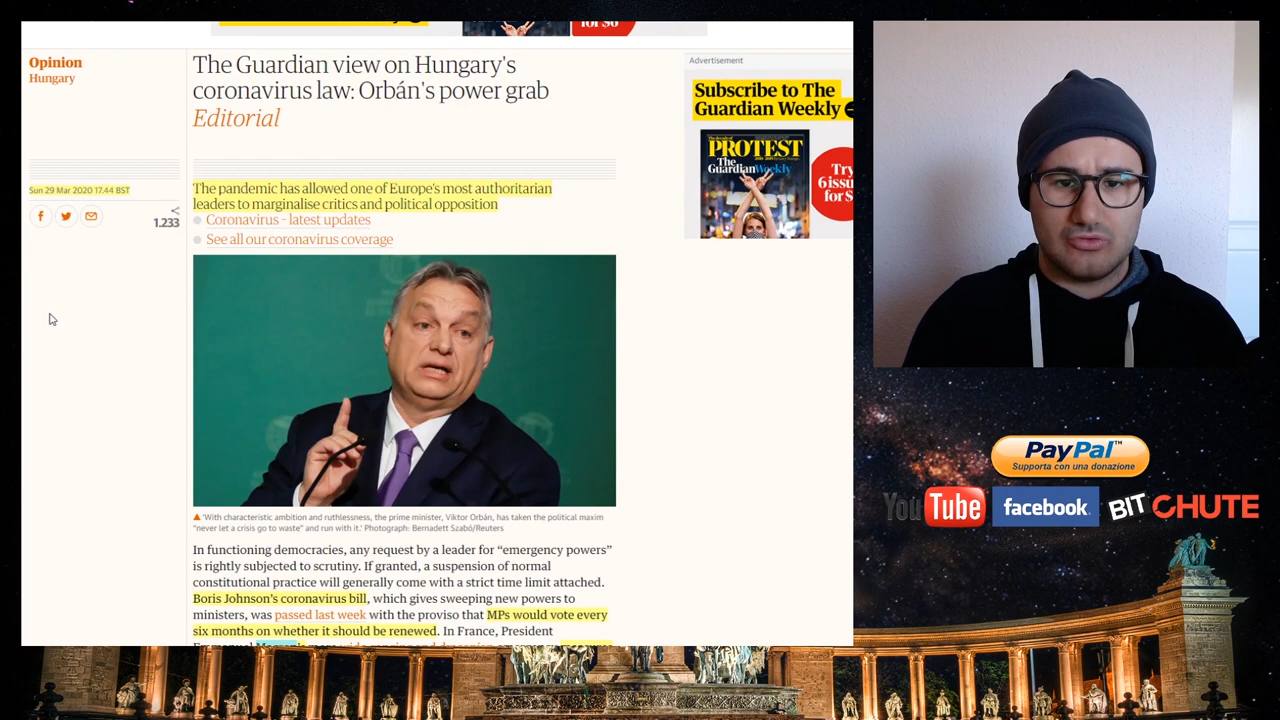 for $6
Opinion
Hungary
The Guardian view on Hungary's
coronavirus law: Orbán's power grab
Editorial
Sun 29 Mar 2020 17.44 BST
1.233
The pandemic has allowed one of Europe's most authoritarian
leaders to marginalise critics and political opposition
Coronavirus – latest updates
See all our coronavirus coverage
'With characteristic ambition and ruthlessness, the prime minister, Viktor Orbán, has taken the political maxim
"never let a crisis go to waste" and run with it.' Photograph: Bernadett Szabó/Reuters
In functioning democracies, any request by a leader for “emergency powers”
is rightly subjected to scrutiny. If granted, a suspension of normal
constitutional practice will generally come with a strict time limit attached.
Boris Johnson's coronavirus bill, which gives sweeping new powers to
ministers, was passed last week with the proviso that MPs would vote every
six months on whether it should be renewed. In France, President
Advertisement
Subscribe to The
Guardian Weekly
PROTEST
The
Guardian Weekly
Try
6 issu
for $
PayPal™
Supporta con una donazione
YouTube
facebook.
BITCHUTE